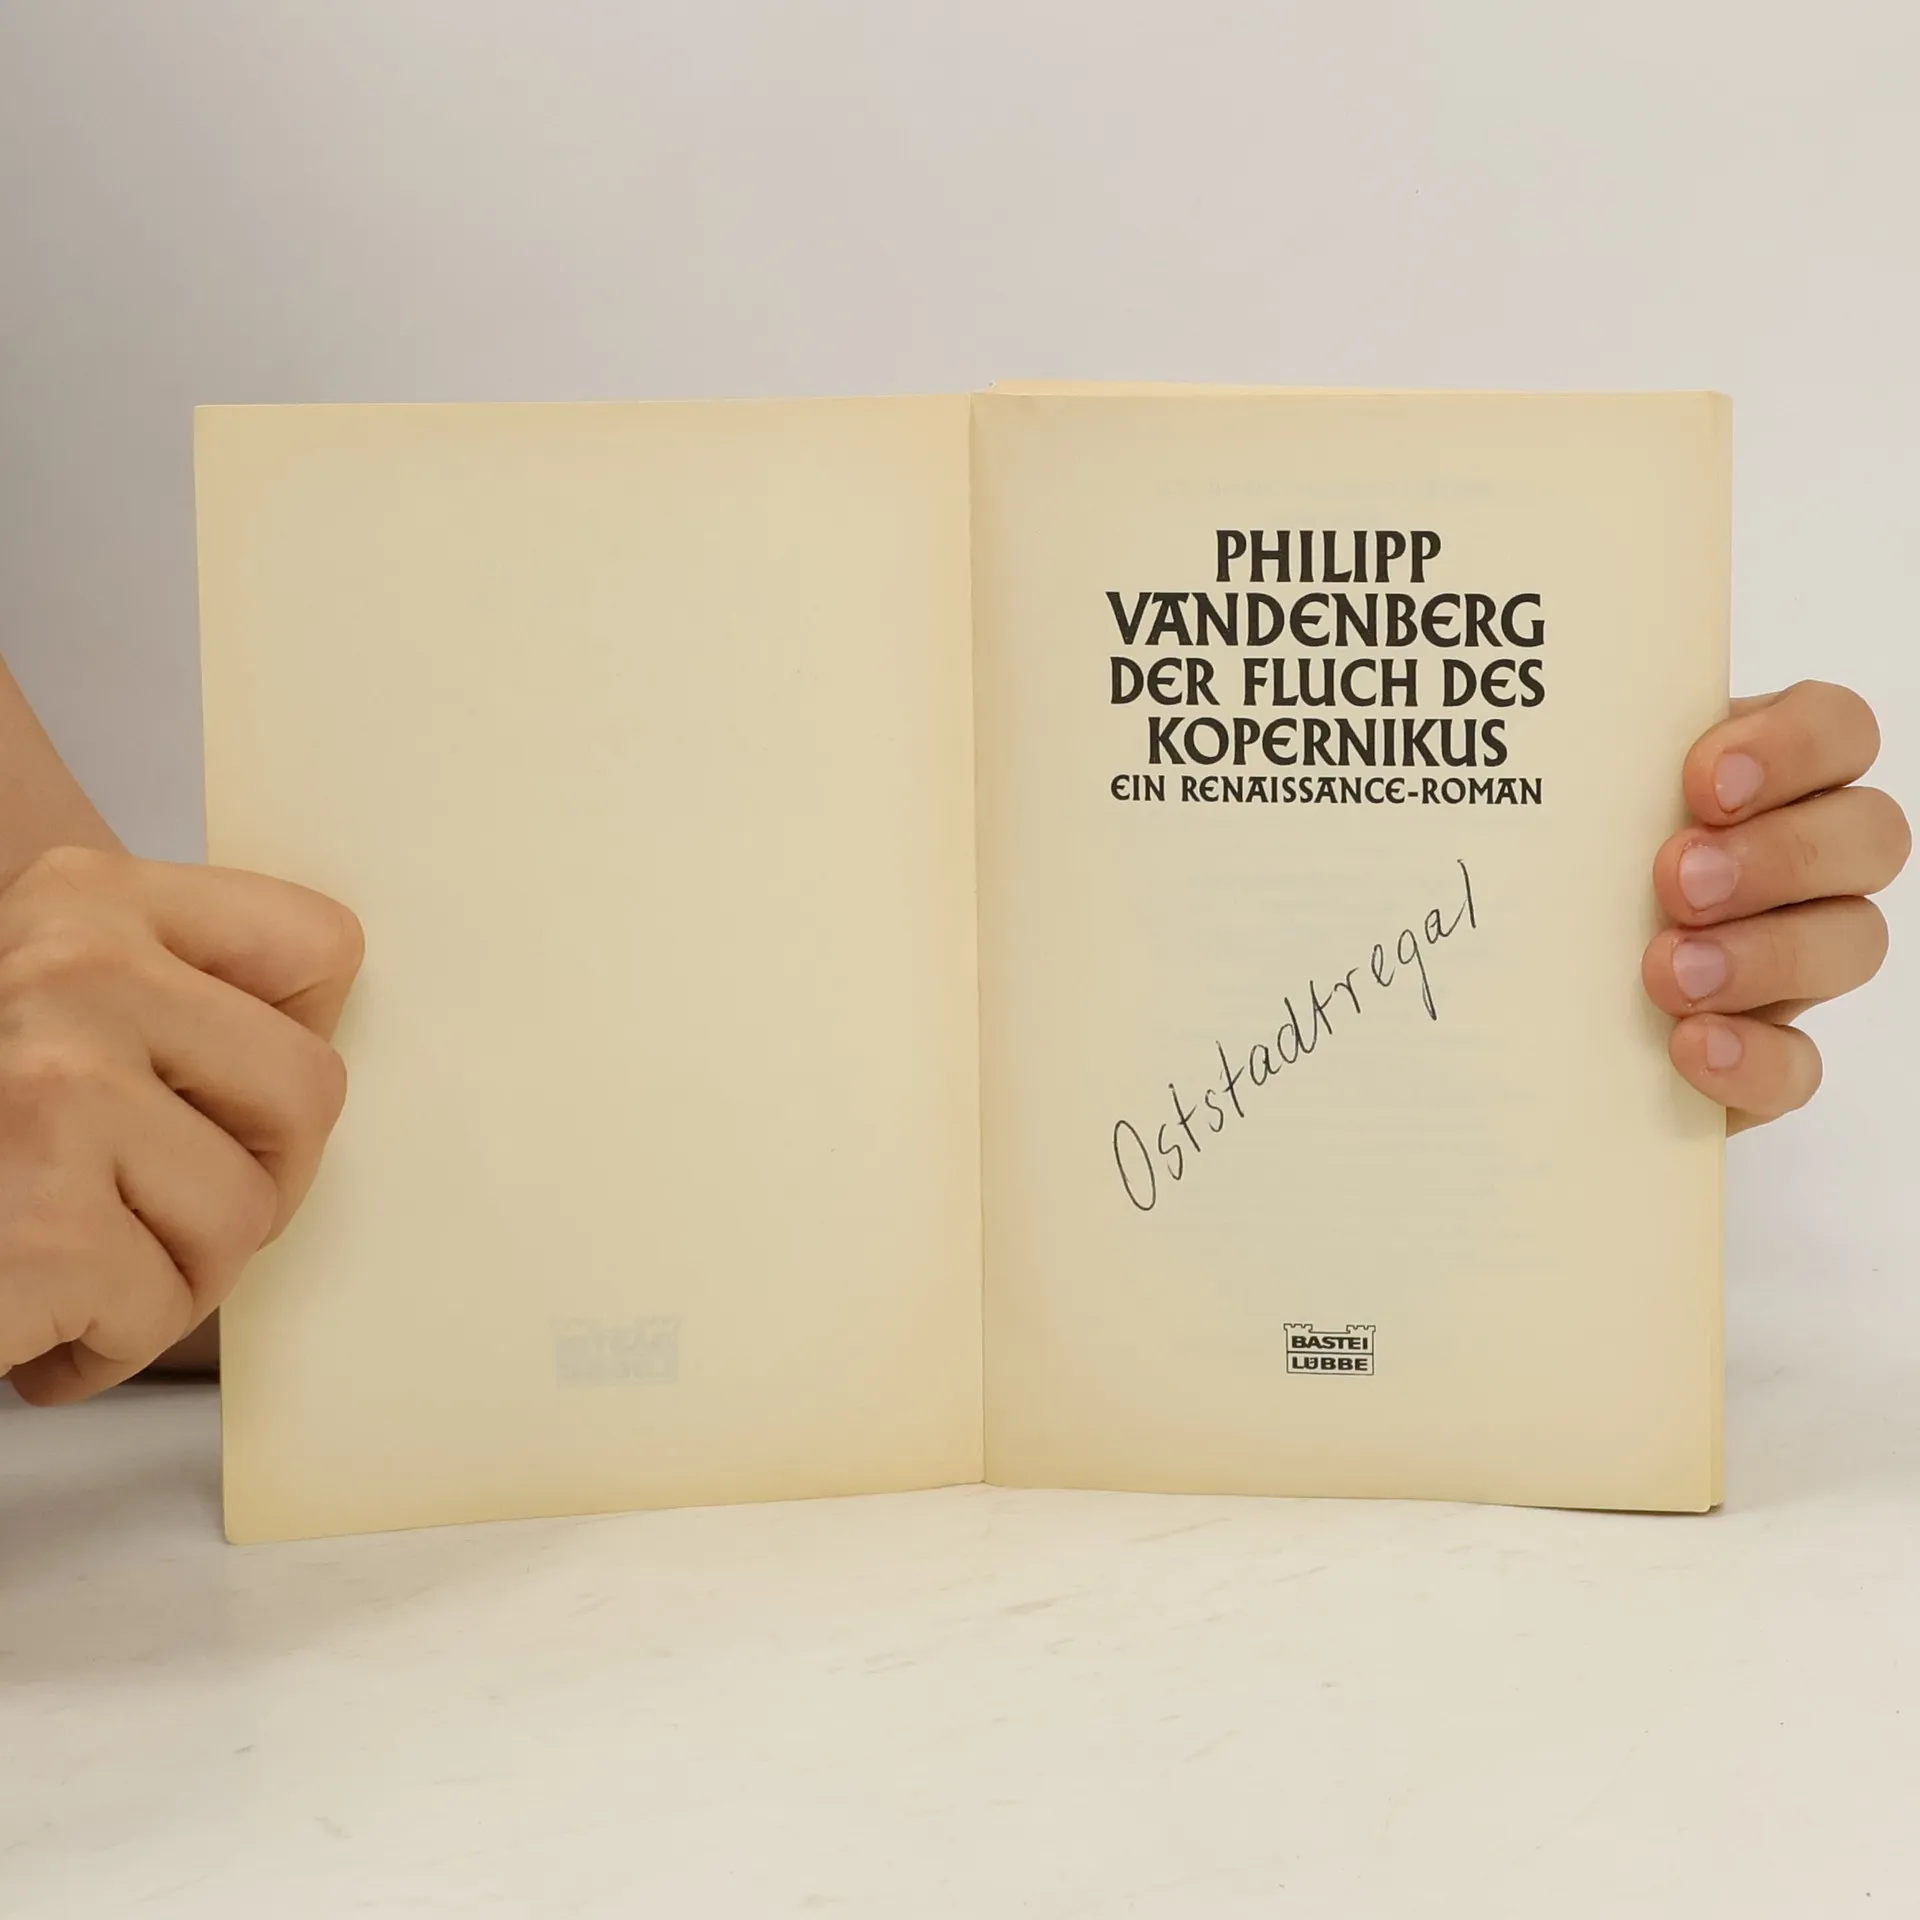 PHILIPP
VANDENBERG
DER FLUCH DES
KOPERNIKUS
EIN RENAISSANCE-ROMAN
Oststadtregal
BASTEI
LÜBBE